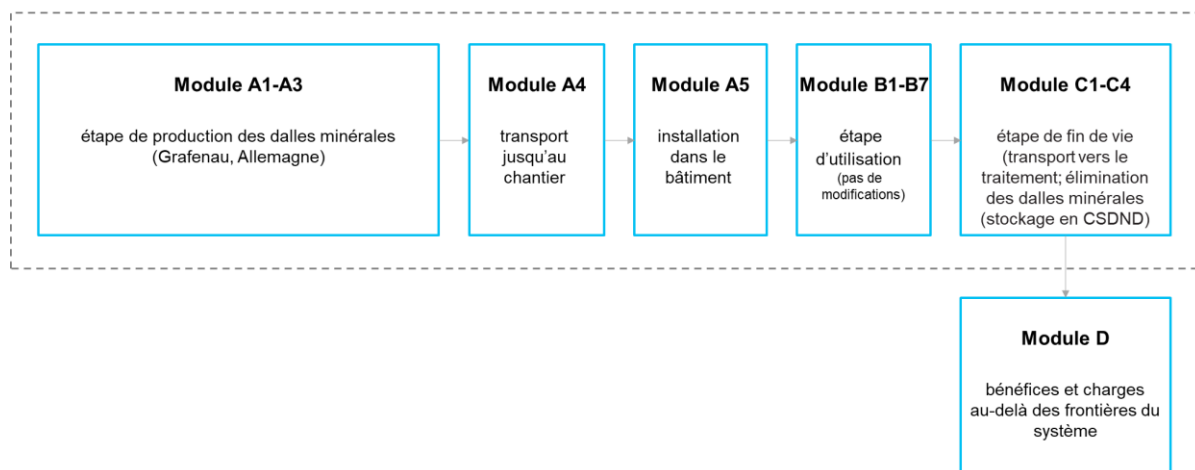 Module A1-A3
étape de production des dalles minérales
(Grafenau, Allemagne)
Module A4
transport
jusqu'au
chantier
Module A5
installation
dans le
bâtiment
Module B1-B7
étape
d'utilisation
(pas de
modifications)
Module C1-C4
étape de fin de vie
(transport vers le
traitement; élimination
des dalles minérales
(stockage en CSDND)
Module D
bénéfices et charges
au-delà des frontières du
système